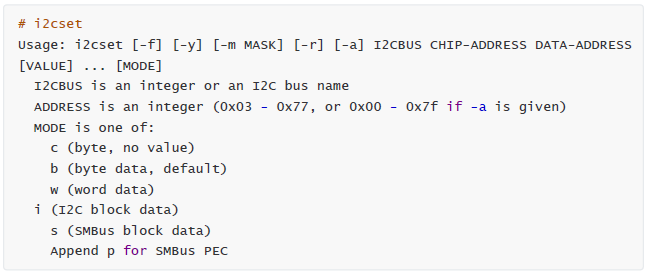 # i2cset
Usage: i2cset [-f] [-y] [-m MASK] [-r] [-a] I2CBUS CHIP-ADDRESS DATA-ADDRESS
[VALUE] ... [MODE]
  I2CBUS is an integer or an I2C bus name
  ADDRESS is an integer (0x03 - 0x77, or 0x00 - 0x7f if -a is given)
  MODE is one of:
    c (byte, no value)
    b (byte data, default)
    w (word data)
  i (I2C block data)
    s (SMBus block data)
    Append p for SMBus PEC